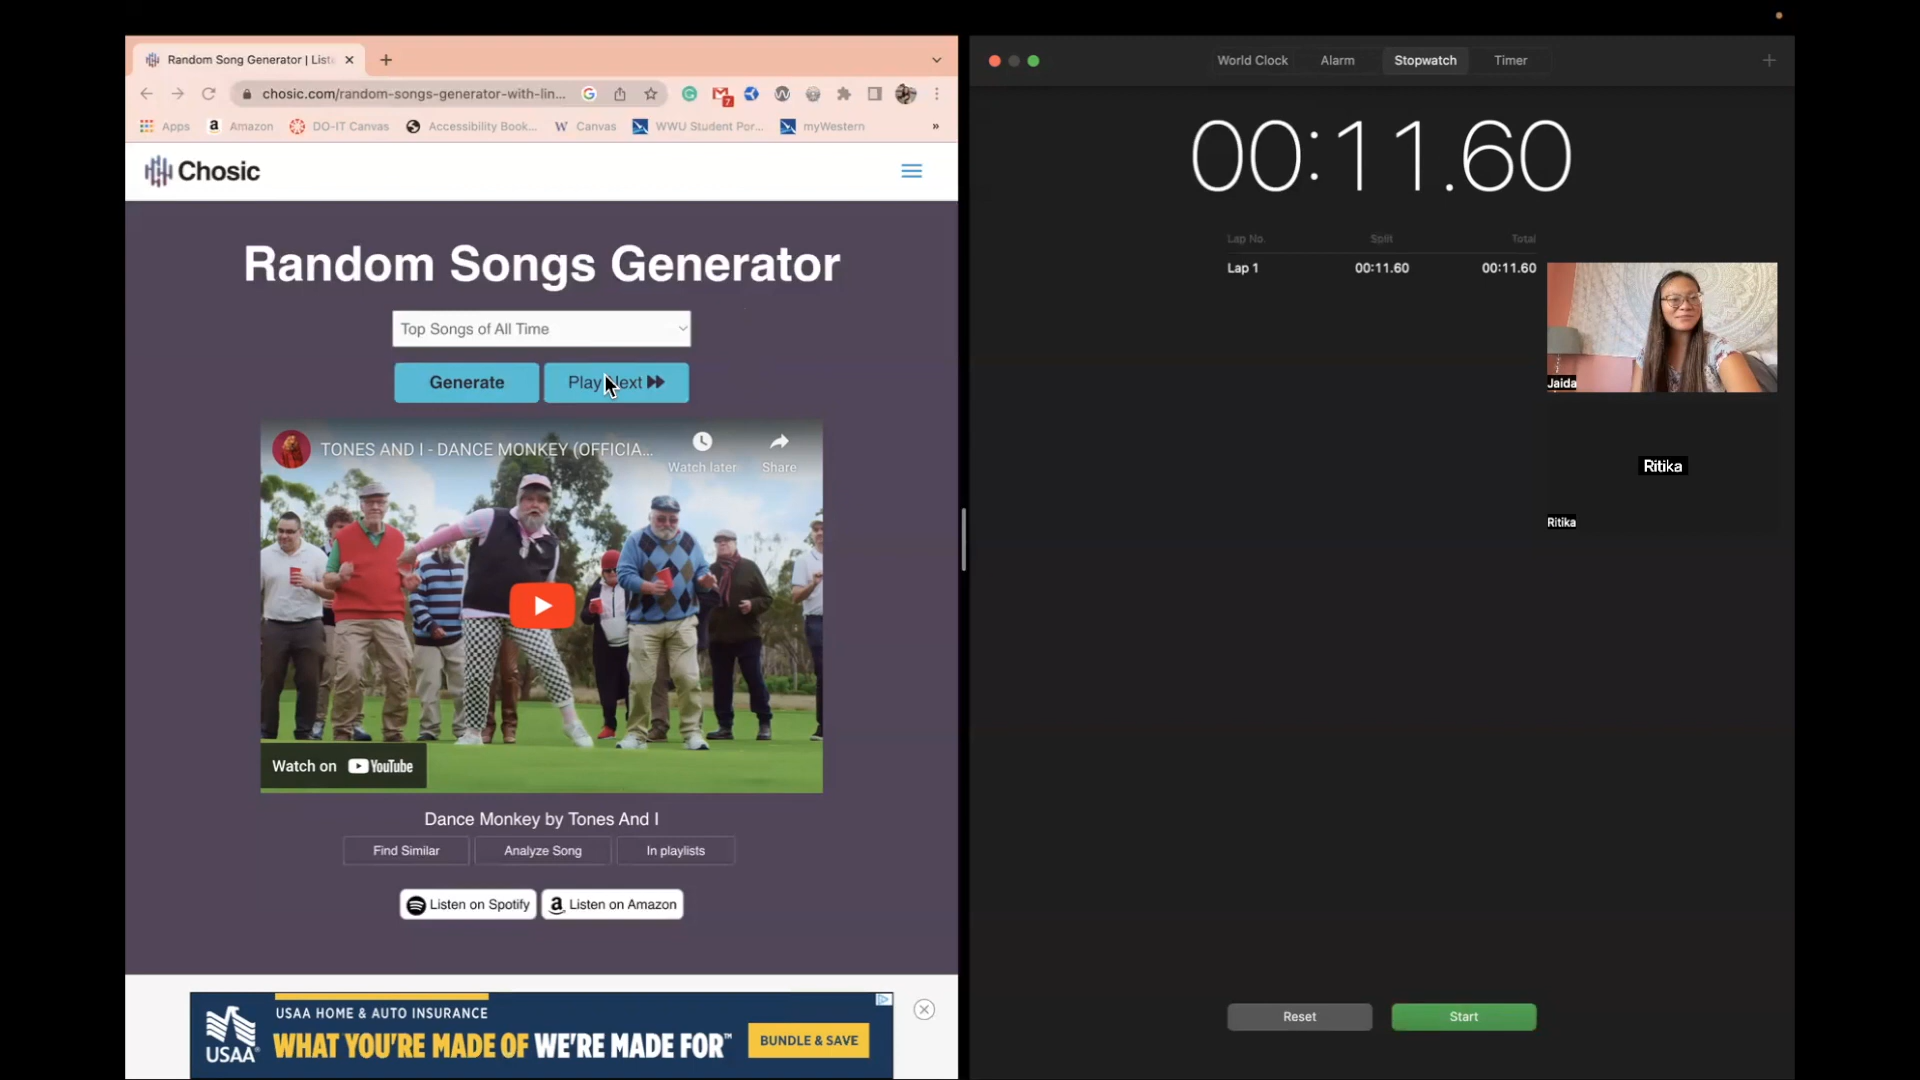 Random Song Generator | List
chosic.com/random-songs-generator-with-lin...
7
Apps
Amazon
DO-IT Canvas
Accessibility Book...
Canvas
WWU Student Por...
myWestern
»
Chosic
Random Songs Generator
Top Songs of All Time
Generate
Play Next
TONES AND I - DANCE MONKEY (OFFICIA...
Watch later
Share
Watch on YouTube
Dance Monkey by Tones And I
Find Similar
Analyze Song
In playlists
Listen on Spotify
Listen on Amazon
USAA
USAA HOME & AUTO INSURANCE
WHAT YOU'RE MADE OF WE'RE MADE FOR™
BUNDLE & SAVE
World Clock
Alarm
Stopwatch
Timer
00:11.60
Lap No. Split Total
Lap 1 00:11.60 00:11.60
Jaida
Ritika
Ritika
Reset
Start